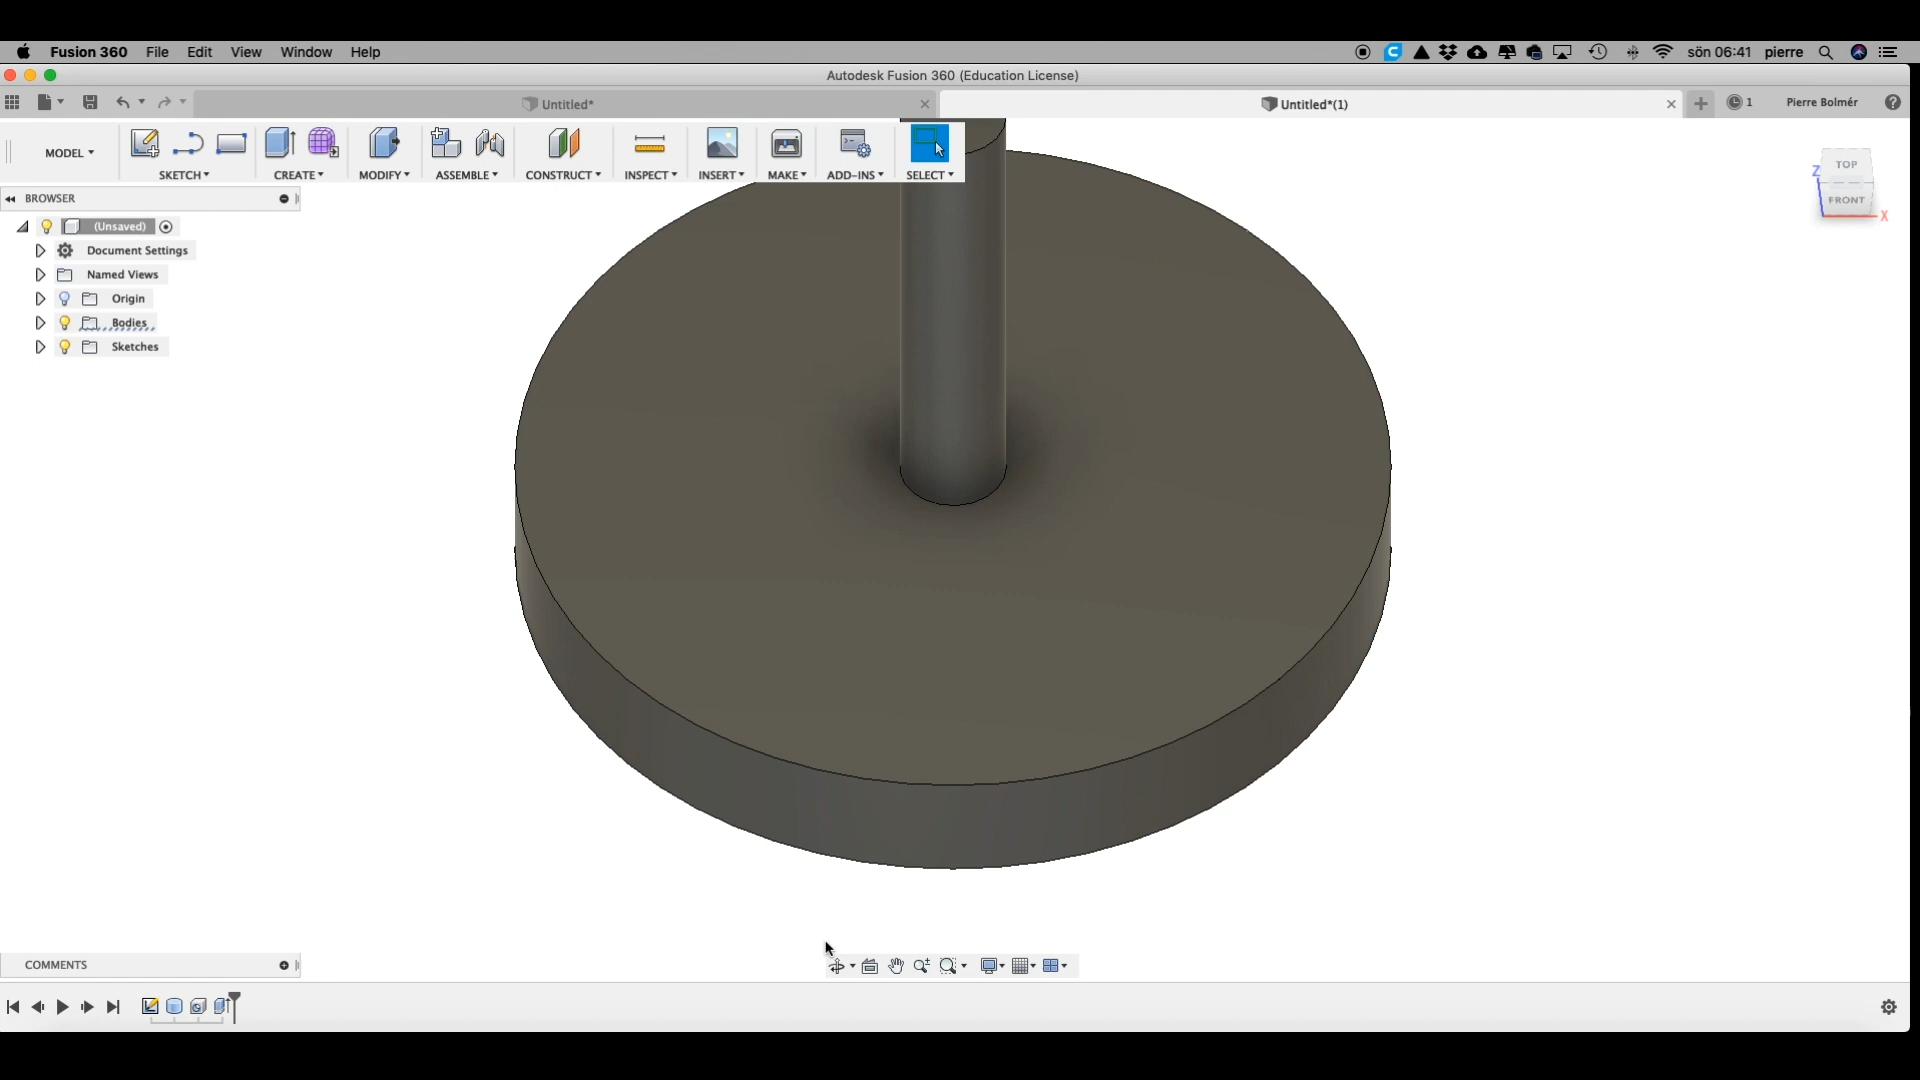 Fusion 360 File Edit View Window Help sön 06:41 pierre
Autodesk Fusion 360 (Education License)
Untitled* Untitled*(1) 1 Pierre Bolmér
MODEL SKETCH CREATE MODIFY ASSEMBLE CONSTRUCT INSPECT INSERT MAKE ADD-INS SELECT
TOP
Z
FRONT
X
BROWSER
(Unsaved)
Document Settings
Named Views
Origin
Bodies
Sketches
COMMENTS